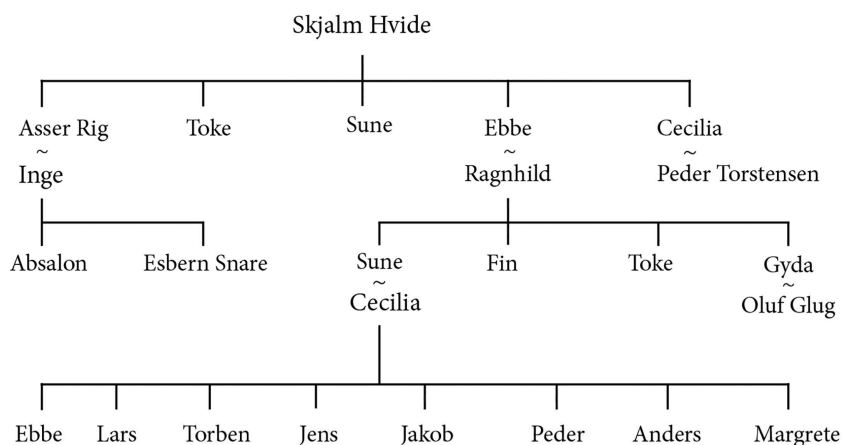 Skjalm Hvide
Asser Rig Toke Sune Ebbe Cecilia
~ ~ ~
Inge Ragnhild Peder Torstensen
Absalon Esbern Snare Sune Fin Toke Gyda
~ ~
Cecilia Oluf Glug
Ebbe Lars Torben Jens Jakob Peder Anders Margrete